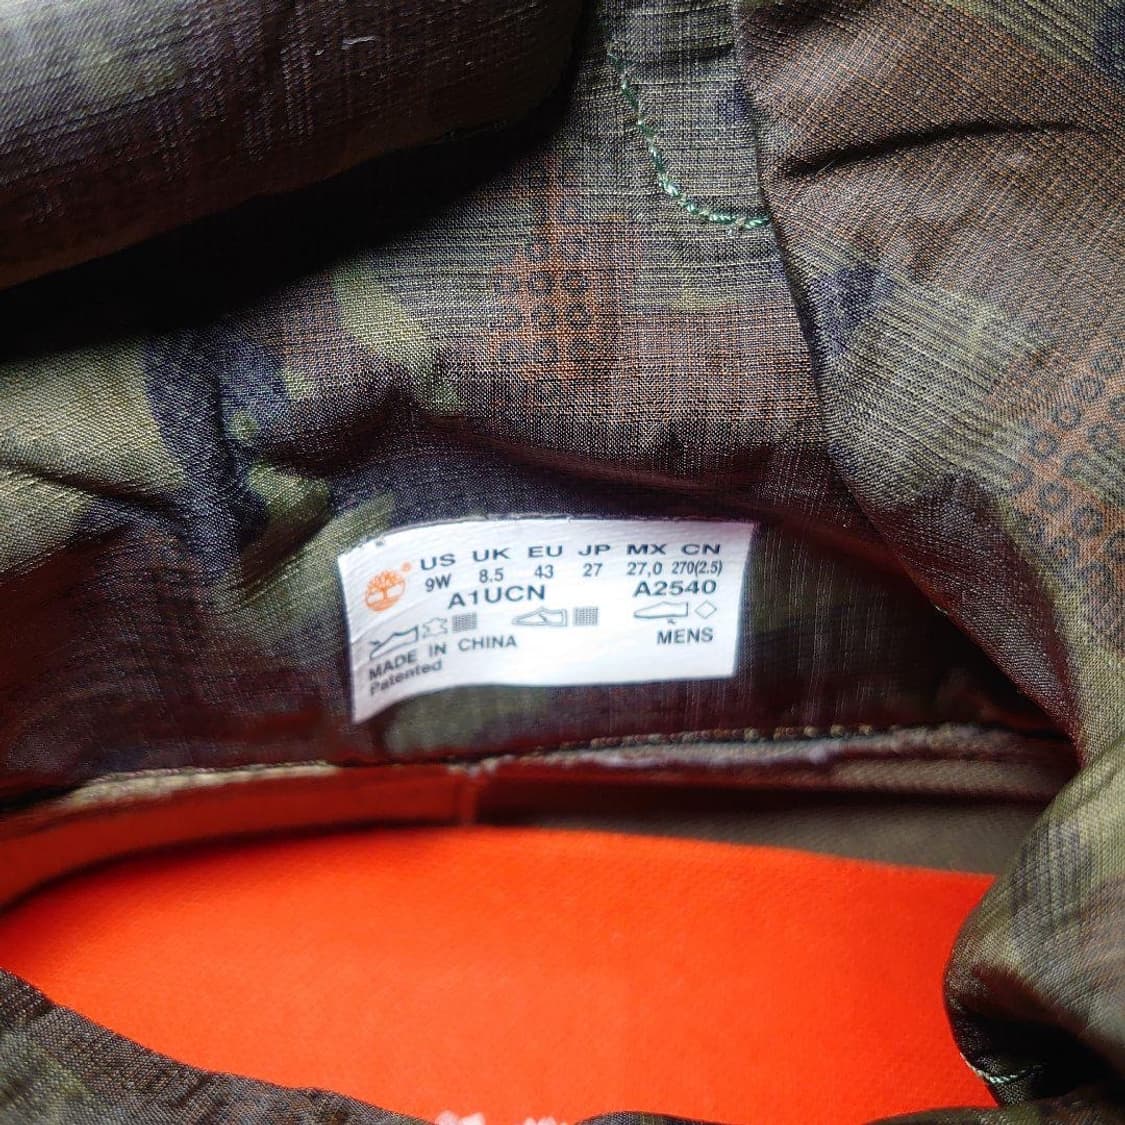 US UK EU JP MX CN
9W 8.5 43 27 27,0 270(2.5)
A1UCN A2540
MENS
MADE IN CHINA
Patented